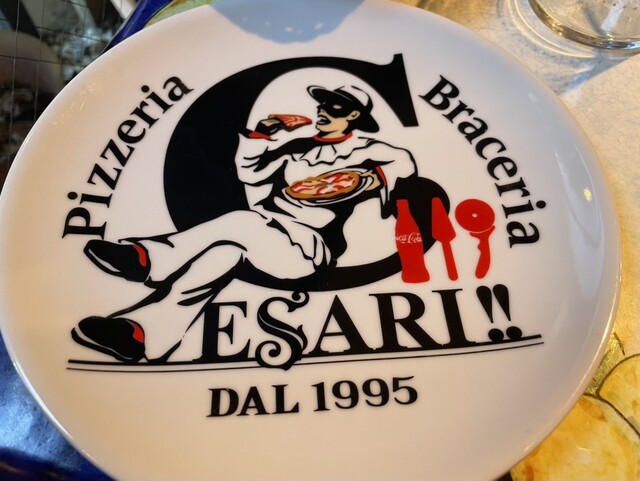 Pizzeria
Braceria
CESARI!!
DAL 1995
Coca-Cola